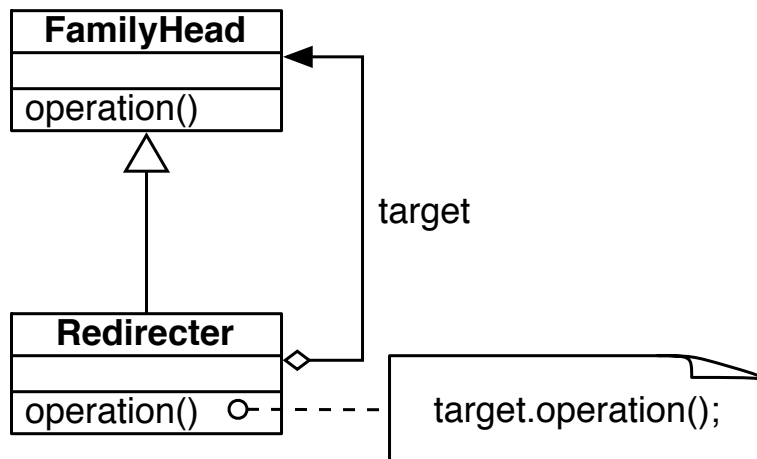 FamilyHead
operation()
target
Redirecter
operation()
target.operation();